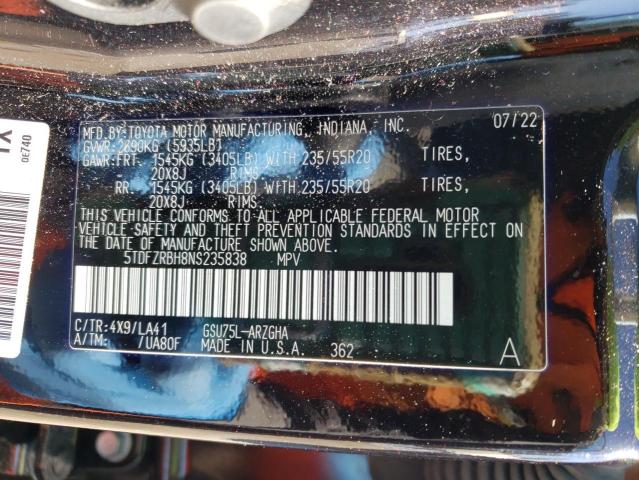 MFD. BY:TOYOTA MOTOR MANUFACTURING, INDIANA, INC. 07/22
GVWR: 2690KG (5935LB)
GAWR:FRT- 1545KG (3405LB) WITH 235/55R20 TIRES,
20X8J RIMS.
RR 1545KG (3405LB) WITH 235/55R20 TIRES,
20X8J RIMS.
THIS VEHICLE CONFORMS TO ALL APPLICABLE FEDERAL MOTOR
VEHICLE SAFETY AND THEFT PREVENTION STANDARDS IN EFFECT ON
THE DATE OF MANUFACTURE SHOWN ABOVE.
5TDFZRBH8NS235838 MPV
C/TR:4X9/LA41 GSU75L-ARZGHA
A/TM: /UA80F MADE IN U.S.A. 362 A
0E740